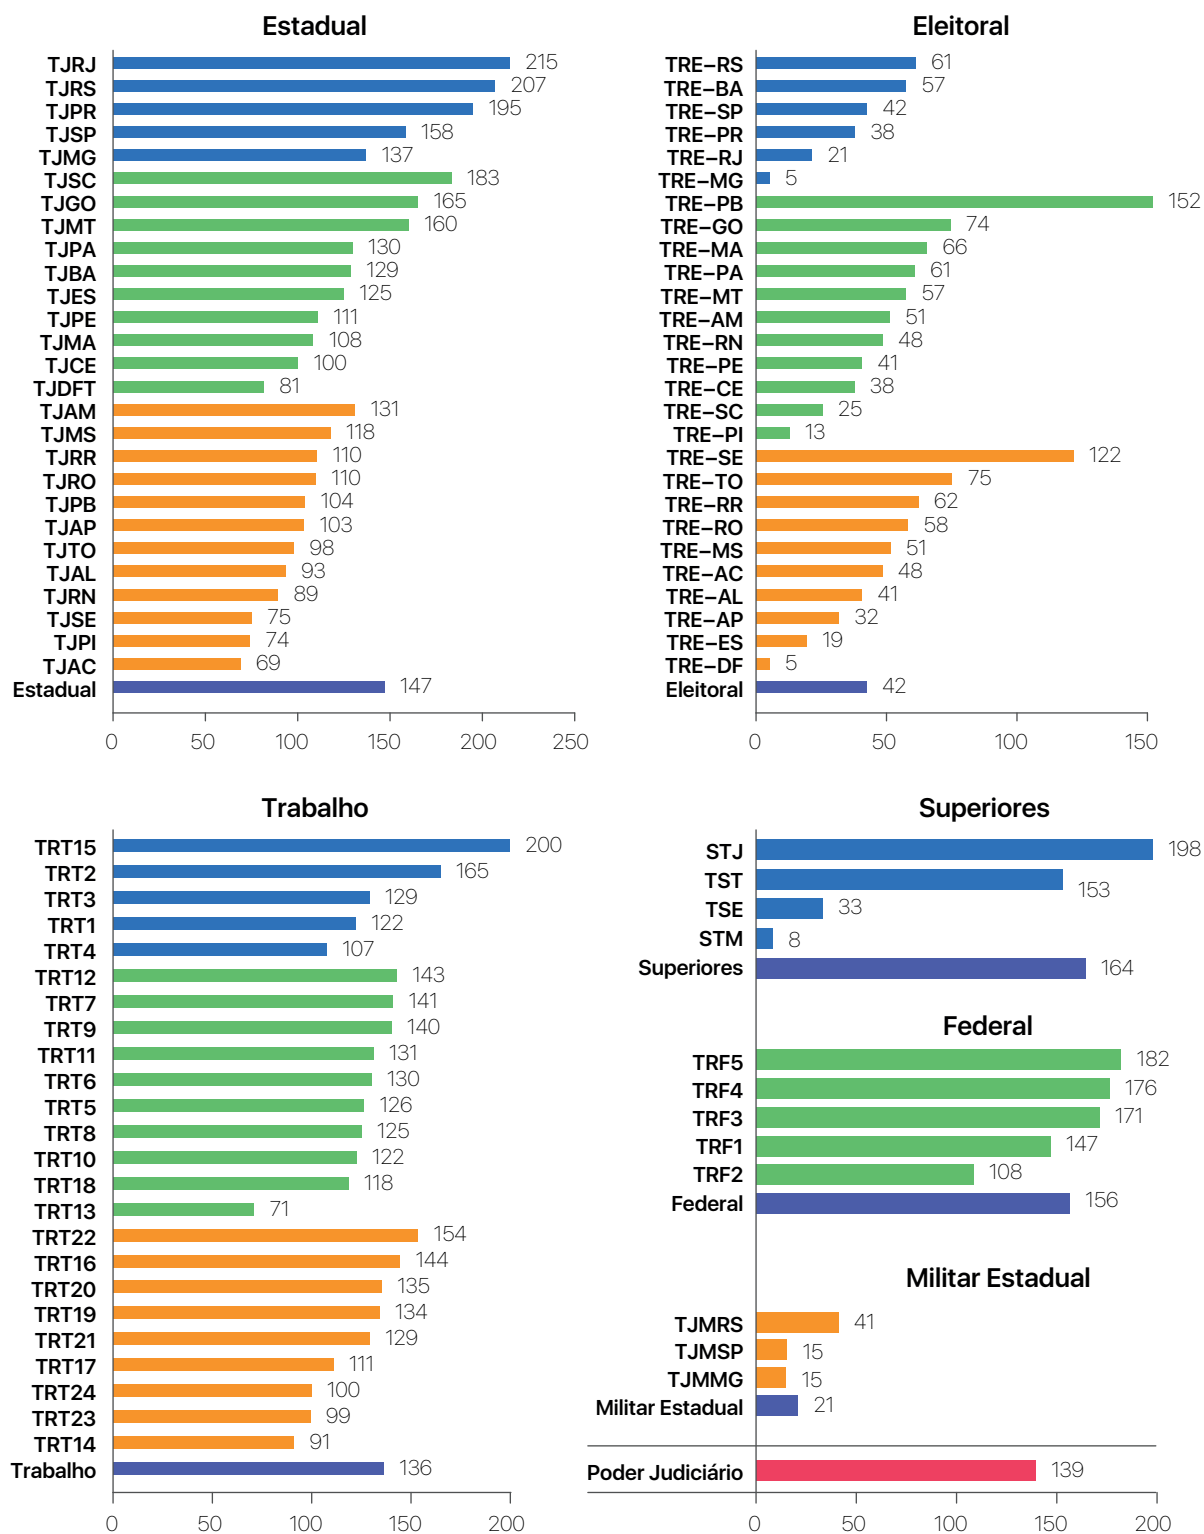 Estadual
TJRJ 215
TJRS 207
TJPR 195
TJSP 158
TJMG 137
TJSC 183
TJGO 165
TJMT 160
TJPA 130
TJBA 129
TJES 125
TJPE 111
TJMA 108
TJCE 100
TJDFT 81
TJAM 131
TJMS 118
TJRR 110
TJRO 110
TJPB 104
TJAP 103
TJTO 98
TJAL 93
TJRN 89
TJSE 75
TJPI 74
TJAC 69
Estadual 147
0 50 100 150 200 250
Eleitoral
TRE–RS 61
TRE–BA 57
TRE–SP 42
TRE–PR 38
TRE–RJ 21
TRE–MG 5
TRE–PB 152
TRE–GO 74
TRE–MA 66
TRE–PA 61
TRE–MT 57
TRE–AM 51
TRE–RN 48
TRE–PE 41
TRE–CE 38
TRE–SC 25
TRE–PI 13
TRE–SE 122
TRE–TO 75
TRE–RR 62
TRE–RO 58
TRE–MS 51
TRE–AC 48
TRE–AL 41
TRE–AP 32
TRE–ES 19
TRE–DF 5
Eleitoral 42
0 50 100 150
Trabalho
TRT15 200
TRT2 165
TRT3 129
TRT1 122
TRT4 107
TRT12 143
TRT7 141
TRT9 140
TRT11 131
TRT6 130
TRT5 126
TRT8 125
TRT10 122
TRT18 118
TRT13 71
TRT22 154
TRT16 144
TRT20 135
TRT19 134
TRT21 129
TRT17 111
TRT24 100
TRT23 99
TRT14 91
Trabalho 136
0 50 100 150 200
Superiores
STJ 198
TST 153
TSE 33
STM 8
Superiores 164
Federal
TRF5 182
TRF4 176
TRF3 171
TRF1 147
TRF2 108
Federal 156
Militar Estadual
TJMRS 41
TJMSP 15
TJMMG 15
Militar Estadual 21
Poder Judiciário 139
0 50 100 150 200